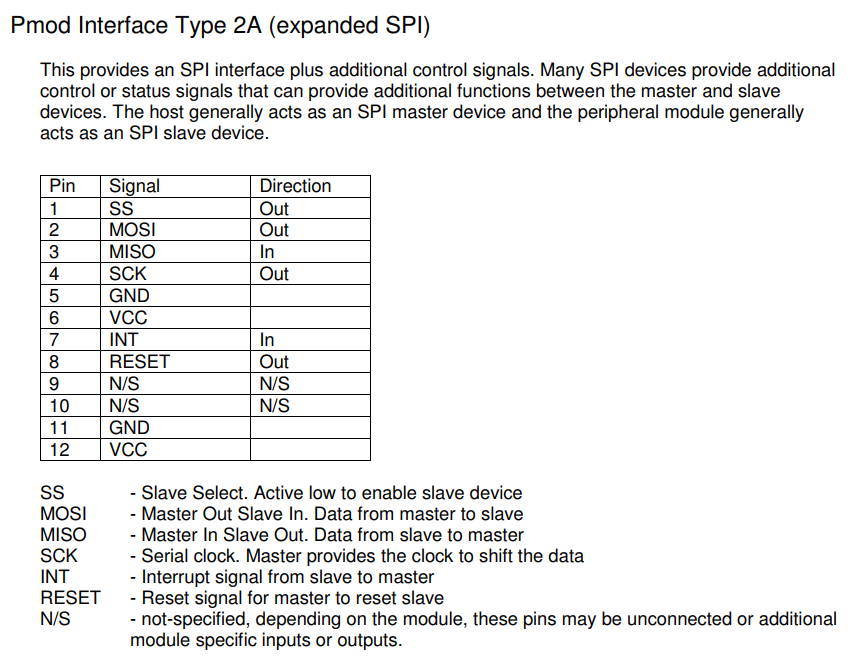 Pmod Interface Type 2A (expanded SPI)
This provides an SPI interface plus additional control signals. Many SPI devices provide additional
control or status signals that can provide additional functions between the master and slave
devices. The host generally acts as an SPI master device and the peripheral module generally
acts as an SPI slave device.
Pin Signal Direction
1 SS Out
2 MOSI Out
3 MISO In
4 SCK Out
5 GND
6 VCC
7 INT In
8 RESET Out
9 N/S N/S
10 N/S N/S
11 GND
12 VCC
SS - Slave Select. Active low to enable slave device
MOSI - Master Out Slave In. Data from master to slave
MISO - Master In Slave Out. Data from slave to master
SCK - Serial clock. Master provides the clock to shift the data
INT - Interrupt signal from slave to master
RESET - Reset signal for master to reset slave
N/S - not-specified, depending on the module, these pins may be unconnected or additional
module specific inputs or outputs.